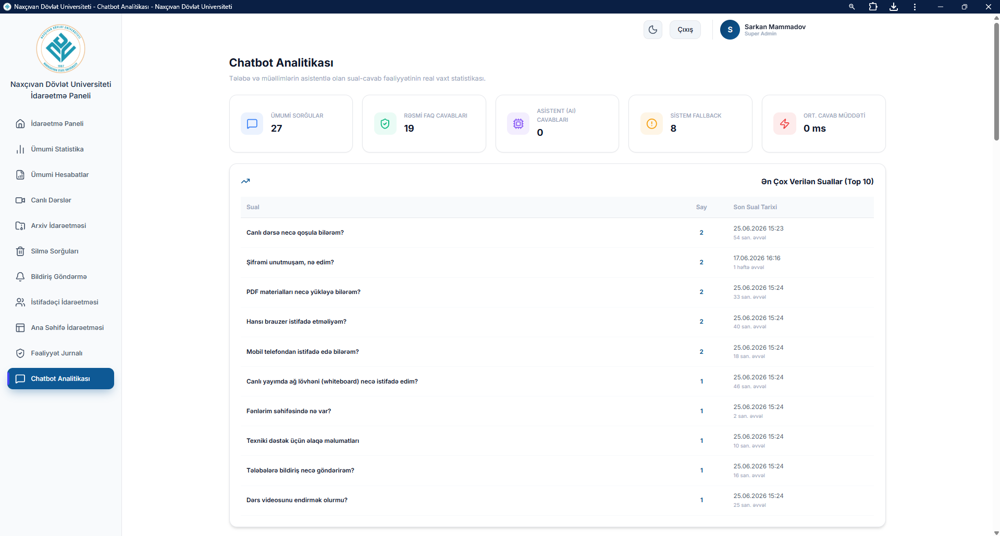 Naxçıvan Dövlət Universiteti - Chatbot Analitikası - Naxçıvan Dövlət Universiteti
NAXÇIVAN DÖVLƏT UNİVERSİTETİ
1967
NAKHCHIVAN STATE UNIVERSITY
Naxçıvan Dövlət Universiteti
İdarəetmə Paneli
İdarəetmə Paneli
Ümumi Statistika
Ümumi Hesabatlar
Canlı Dərslər
Arxiv İdarəetməsi
Silmə Sorğuları
Bildiriş Göndərmə
İstifadəçi İdarəetməsi
Ana Səhifə İdarəetməsi
Fəaliyyət Jurnalı
Chatbot Analitikası
Çıxış
S
Sarkan Mammadov
Super Admin
Chatbot Analitikası
Tələbə və müəllimlərin asistentlə olan sual-cavab fəaliyyətinin real vaxt statistikası.
ÜMUMİ SORĞULAR
27
RƏSMİ FAQ CAVABLARI
19
ASİSTENT (AI)
CAVABLARI
0
SİSTEM FALLBACK
8
ORT. CAVAB MÜDDƏTİ
0 ms
Ən Çox Verilən Suallar (Top 10)
Sual Say Son Sual Tarixi
Canlı dərsə necə qoşula bilərəm? 2 25.06.2026 15:23
54 san. əvvəl
Şifrəmi unutmuşam, nə edim? 2 17.06.2026 16:16
1 həftə əvvəl
PDF materialları necə yükləyə bilərəm? 2 25.06.2026 15:24
33 san. əvvəl
Hansı brauzer istifadə etməliyəm? 2 25.06.2026 15:24
40 san. əvvəl
Mobil telefondan istifadə edə bilərəm? 2 25.06.2026 15:24
18 san. əvvəl
Canlı yayımda ağ lövhəni (whiteboard) necə istifadə edim? 1 25.06.2026 15:24
46 san. əvvəl
Fənlərim səhifəsində nə var? 1 25.06.2026 15:24
2 san. əvvəl
Texniki dəstək üçün əlaqə məlumatları 1 25.06.2026 15:24
10 san. əvvəl
Tələbələrə bildiriş necə göndərirəm? 1 25.06.2026 15:24
16 san. əvvəl
Dərs videosunu endirmək olurmu? 1 25.06.2026 15:24
25 san. əvvəl